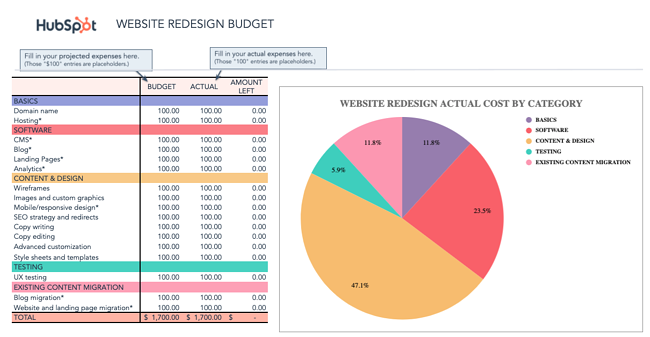 HubSpot
WEBSITE REDESIGN BUDGET
Fill in your projected expenses here.
(Those "$100" entries are placeholders.)
Fill in your actual expenses here.
(Those "100" entries are placeholders.)
BUDGET ACTUAL AMOUNT LEFT
BASICS
Domain name 100.00 100.00 0.00
Hosting* 100.00 100.00 0.00
SOFTWARE
CMS* 100.00 100.00 0.00
Blog* 100.00 100.00 0.00
Landing Pages* 100.00 100.00 0.00
Analytics* 100.00 100.00 0.00
CONTENT & DESIGN
Wireframes 100.00 100.00 0.00
Images and custom graphics 100.00 100.00 0.00
Mobile/responsive design* 100.00 100.00 0.00
SEO strategy and redirects 100.00 100.00 0.00
Copy writing 100.00 100.00 0.00
Copy editing 100.00 100.00 0.00
Advanced customization 100.00 100.00 0.00
Style sheets and templates 100.00 100.00 0.00
TESTING
UX testing 100.00 100.00 0.00
EXISTING CONTENT MIGRATION
Blog migration* 100.00 100.00 0.00
Website and landing page migration* 100.00 100.00 0.00
TOTAL $ 1,700.00 $ 1,700.00 $ -
WEBSITE REDESIGN ACTUAL COST BY CATEGORY
11.8%
11.8%
5.9%
23.5%
47.1%
BASICS
SOFTWARE
CONTENT & DESIGN
TESTING
EXISTING CONTENT MIGRATION